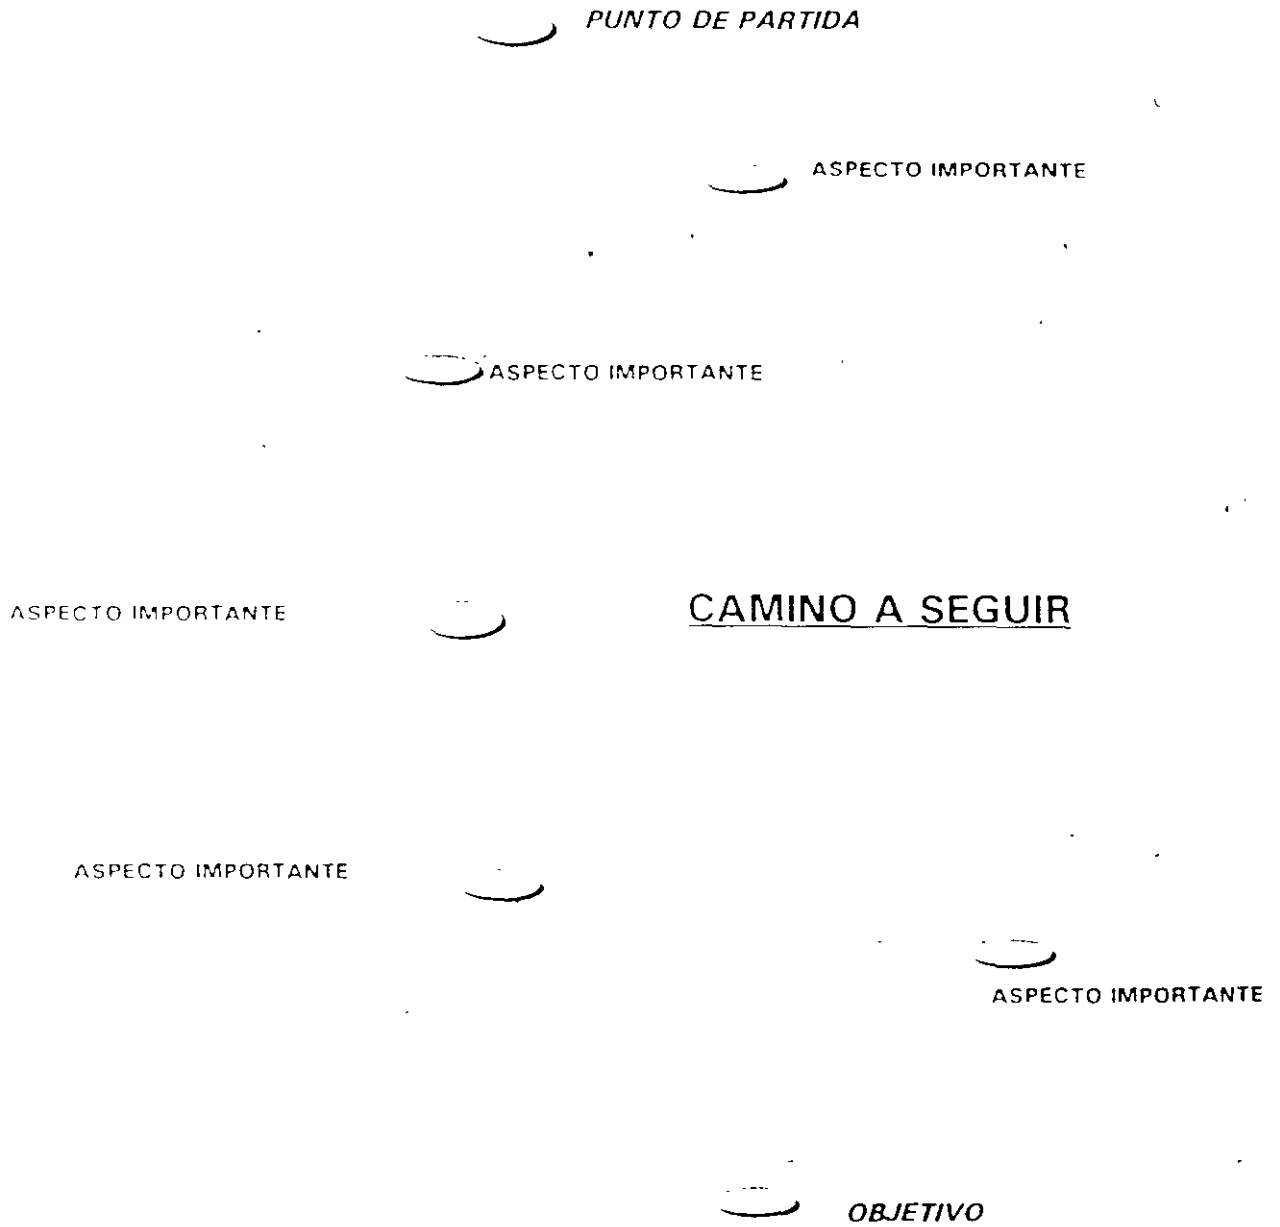 PUNTO DE PARTIDA
ASPECTO IMPORTANTE
ASPECTO IMPORTANTE
ASPECTO IMPORTANTE
CAMINO A SEGUIR
ASPECTO IMPORTANTE
ASPECTO IMPORTANTE
OBJETIVO